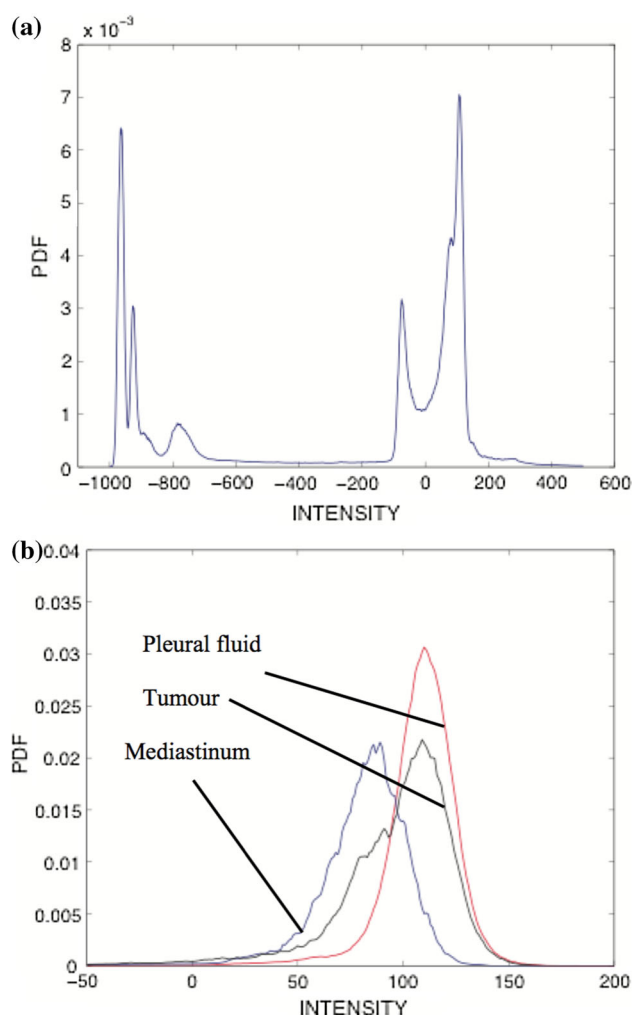 (a)
× 10⁻³
8
7
6
5
4
3
2
1
0
PDF
−1000 −800 −600 −400 −200 0 200 400 600
INTENSITY
(b)
0.04
0.035
0.03
0.025
0.02
0.015
0.01
0.005
0
PDF
Pleural fluid
Tumour
Mediastinum
−50 0 50 100 150 200
INTENSITY